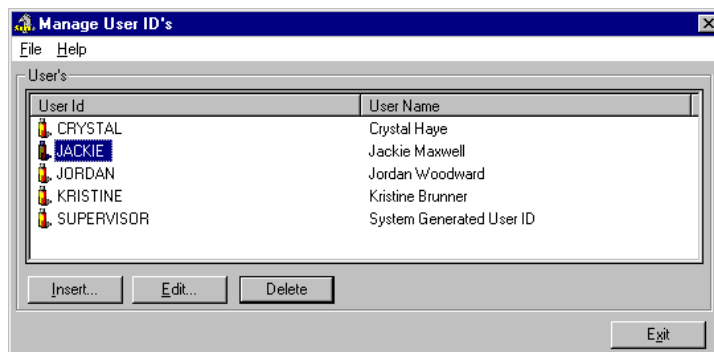 Manage User ID's
File Help
User's
User Id User Name
CRYSTAL Crystal Haye
JACKIE Jackie Maxwell
JORDAN Jordan Woodward
KRISTINE Kristine Brunner
SUPERVISOR System Generated User ID
Insert... Edit... Delete
Exit